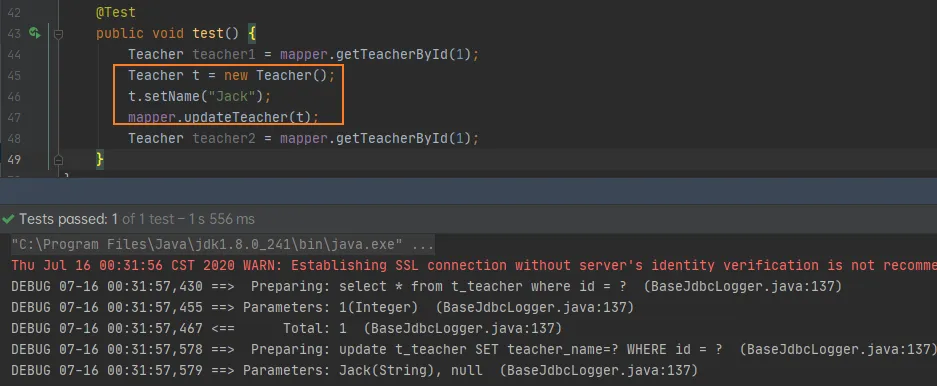 42 @Test
43 public void test() {
44 Teacher teacher1 = mapper.getTeacherById(1);
45 Teacher t = new Teacher();
46 t.setName("Jack");
47 mapper.updateTeacher(t);
48 Teacher teacher2 = mapper.getTeacherById(1);
49 }
Tests passed: 1 of 1 test – 1 s 556 ms
"C:\Program Files\Java\jdk1.8.0_241\bin\java.exe" ...
Thu Jul 16 00:31:56 CST 2020 WARN: Establishing SSL connection without server's identity verification is not recomme
DEBUG 07-16 00:31:57,430 ==>  Preparing: select * from t_teacher where id = ?  (BaseJdbcLogger.java:137)
DEBUG 07-16 00:31:57,455 ==> Parameters: 1(Integer)  (BaseJdbcLogger.java:137)
DEBUG 07-16 00:31:57,467 <==      Total: 1  (BaseJdbcLogger.java:137)
DEBUG 07-16 00:31:57,578 ==>  Preparing: update t_teacher SET teacher_name=? WHERE id = ?  (BaseJdbcLogger.java:137)
DEBUG 07-16 00:31:57,579 ==> Parameters: Jack(String), null  (BaseJdbcLogger.java:137)